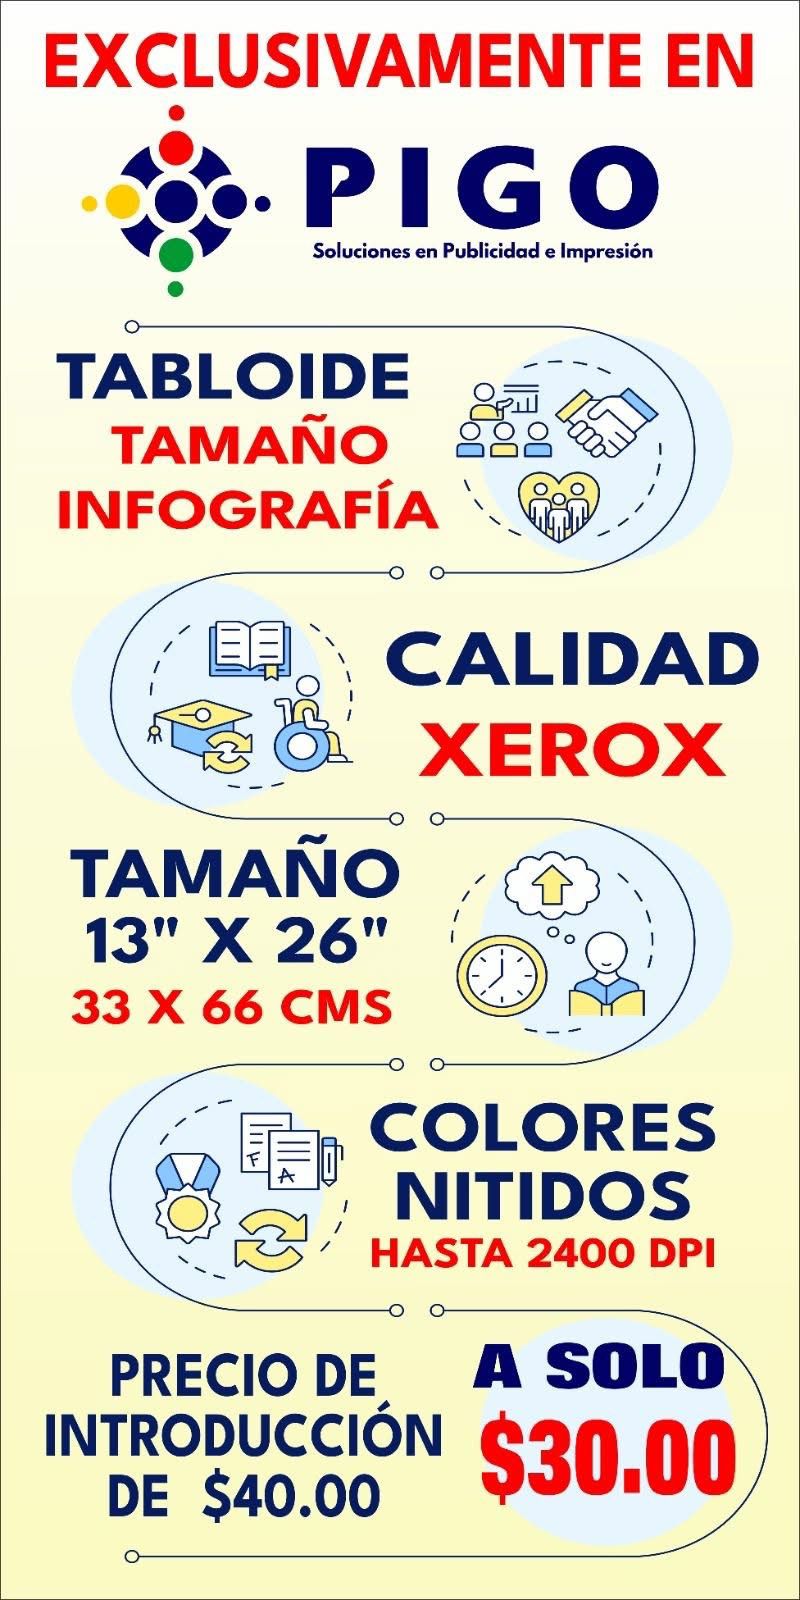 EXCLUSIVAMENTE EN
PIGO
Soluciones en Publicidad e Impresión
TABLOIDE
TAMAÑO
INFOGRAFÍA
CALIDAD
XEROX
TAMAÑO
13" X 26"
33 X 66 CMS
F
A
COLORES
NITIDOS
HASTA 2400 DPI
PRECIO DE
INTRODUCCIÓN
DE $40.00
A SOLO
$30.00